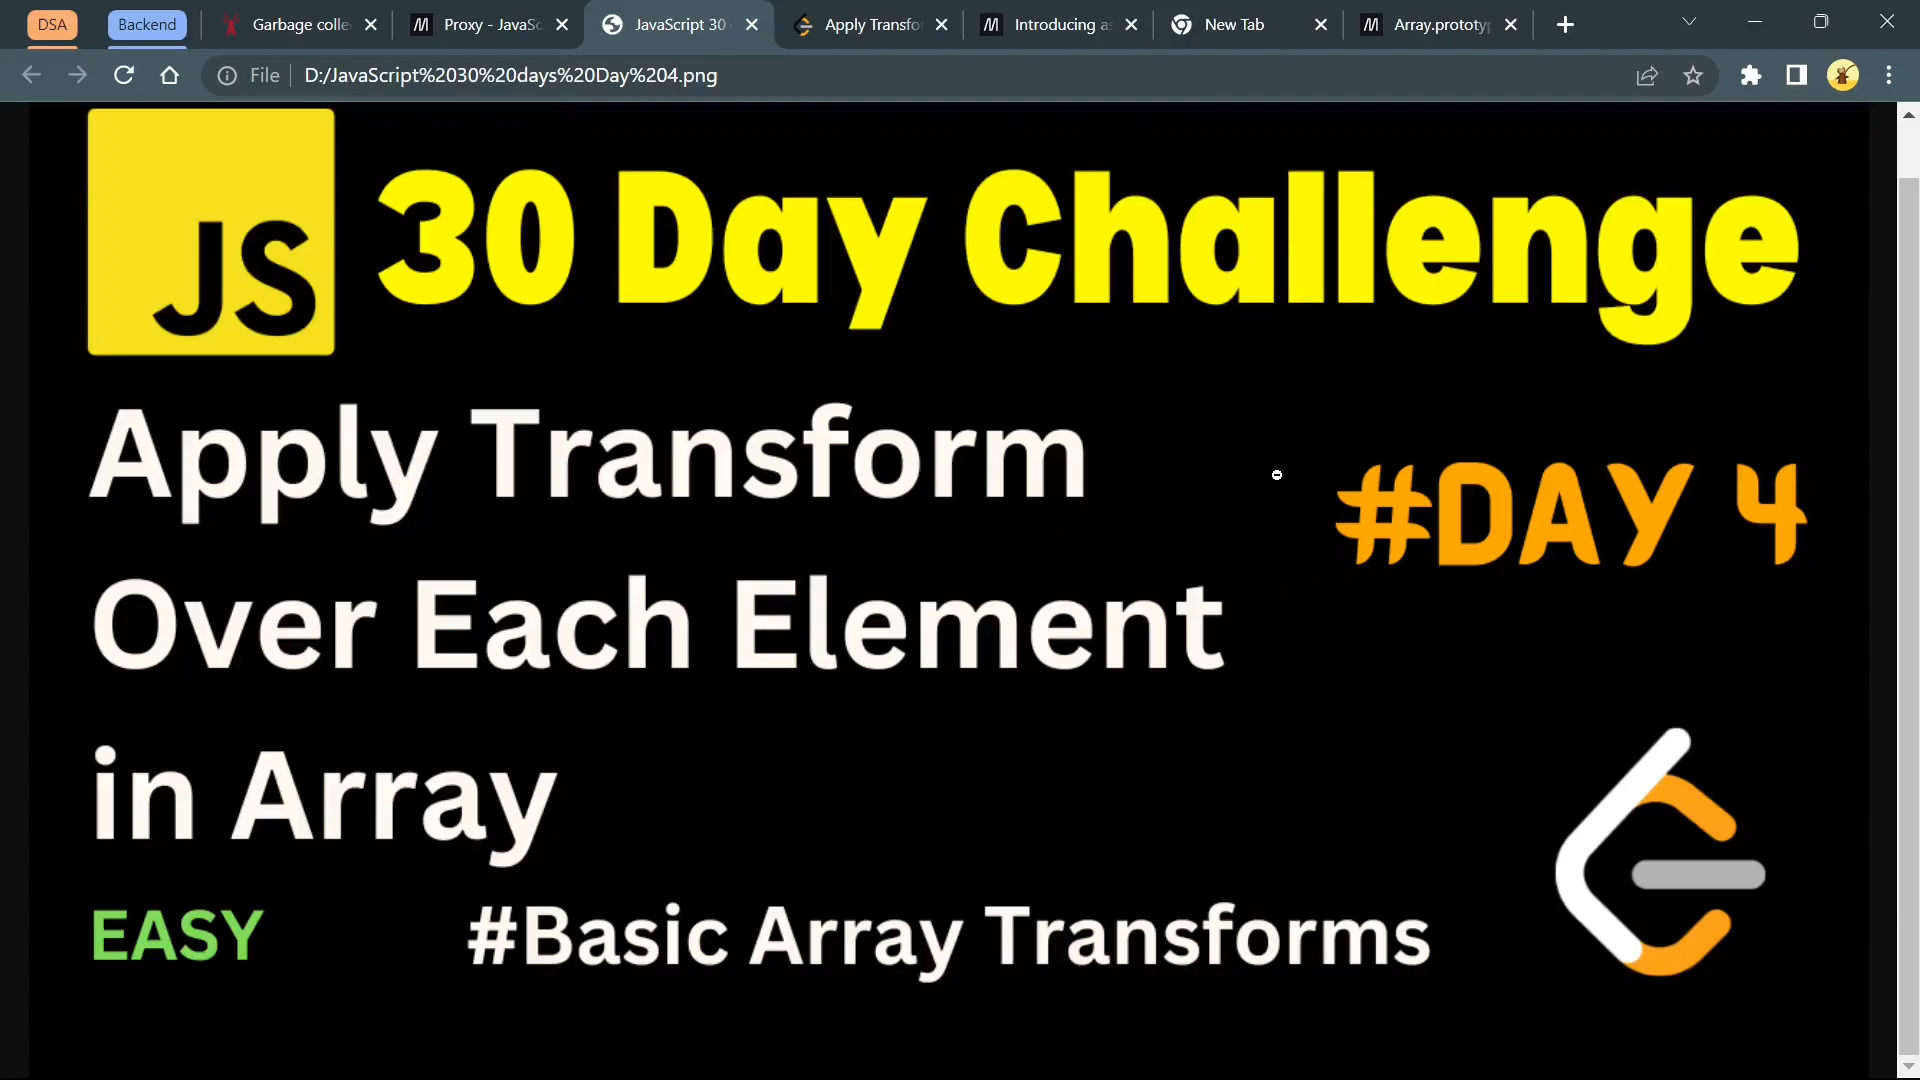 DSA
Backend
Garbage colle
Proxy - JavaSc
JavaScript 30
Apply Transfo
Introducing as
New Tab
Array.prototyp
File
D:/JavaScript%2030%20days%20Day%204.png
JS
30 Day Challenge
Apply Transform
Over Each Element
in Array
#DAY 4
EASY
#Basic Array Transforms